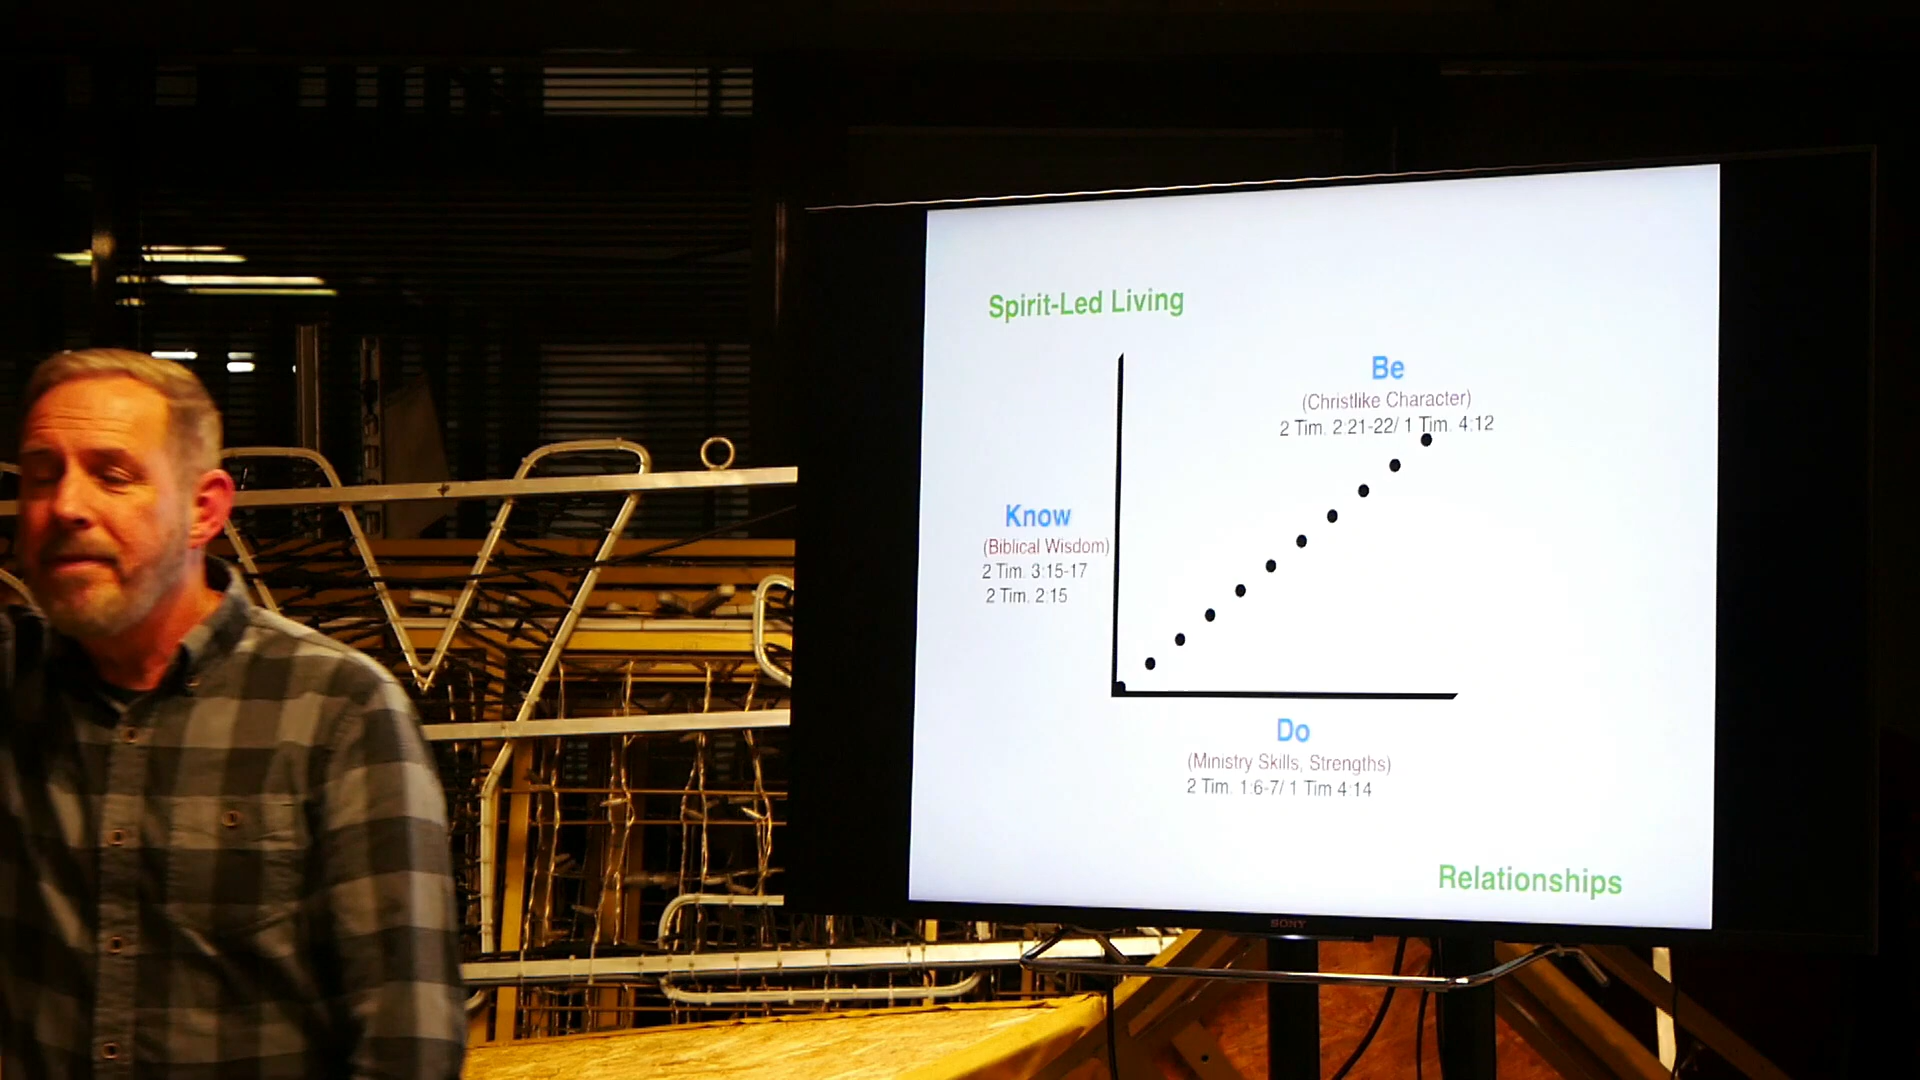 Spirit-Led Living
Be
(Christlike Character)
2 Tim. 2:21-22/ 1 Tim. 4:12
Know
(Biblical Wisdom)
2 Tim. 3:15-17
2 Tim. 2:15
Do
(Ministry Skills, Strengths)
2 Tim. 1:6-7/ 1 Tim 4:14
Relationships
SONY